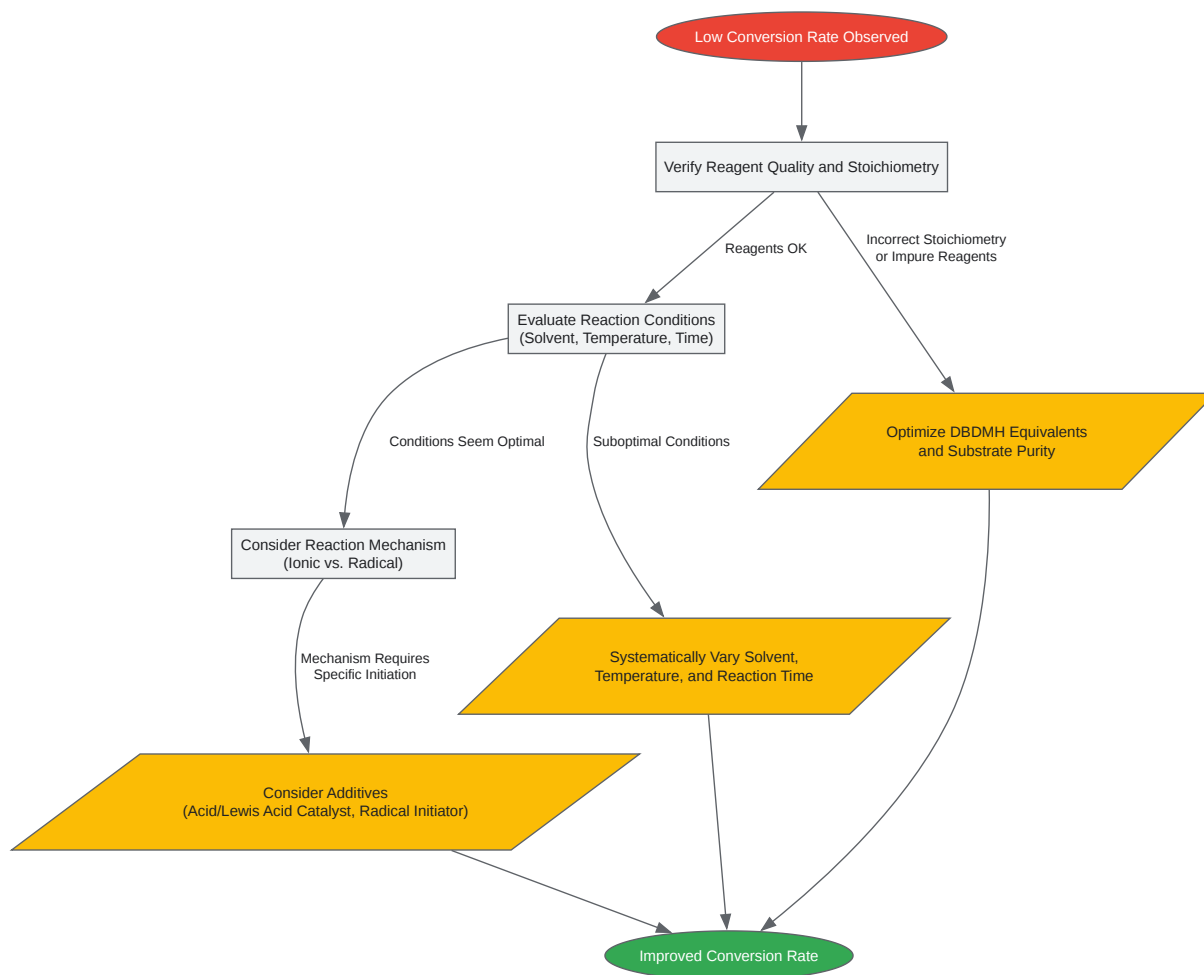 Low Conversion Rate Observed
Verify Reagent Quality and Stoichiometry
Reagents OK
Incorrect Stoichiometry
or Impure Reagents
Evaluate Reaction Conditions
(Solvent, Temperature, Time)
Optimize DBDMH Equivalents
and Substrate Purity
Conditions Seem Optimal
Suboptimal Conditions
Consider Reaction Mechanism
(Ionic vs. Radical)
Mechanism Requires
Specific Initiation
Systematically Vary Solvent,
Temperature, and Reaction Time
Consider Additives
(Acid/Lewis Acid Catalyst, Radical Initiator)
Improved Conversion Rate